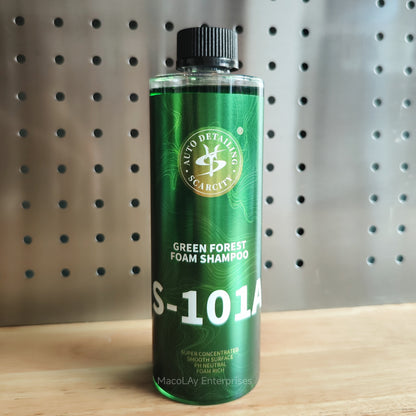 AUTO DETAILING
SCARCITY
®
GREEN FOREST
FOAM SHAMPOO
S-101A
SUPER CONCENTRATED
SMOOTH SURFACE
PH NEUTRAL
FOAM RICH
MacoLAy Enterprises